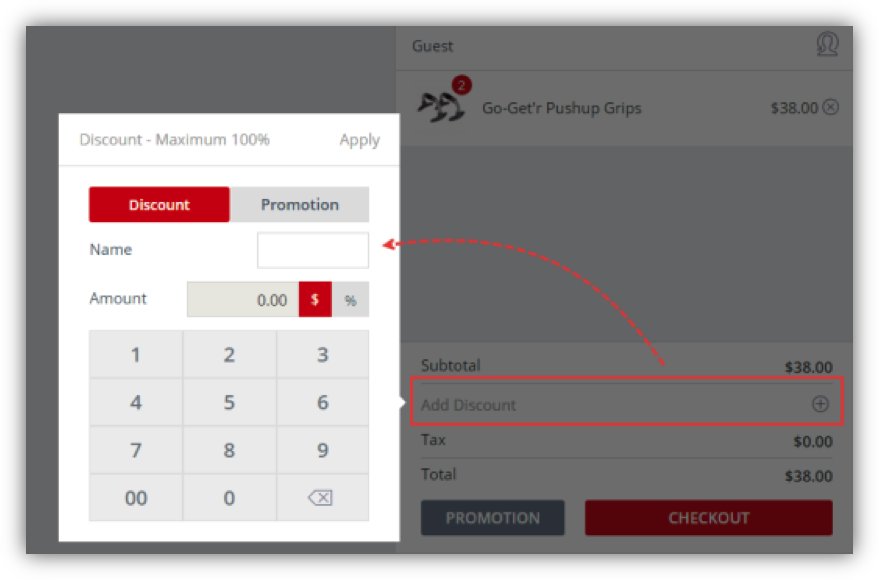 Guest
2
Go-Get'r Pushup Grips $38.00
Discount - Maximum 100% Apply
Discount Promotion
Name
Amount 0.00 $ %
1 2 3
4 5 6
7 8 9
00 0
Subtotal $38.00
Add Discount
Tax $0.00
Total $38.00
PROMOTION CHECKOUT